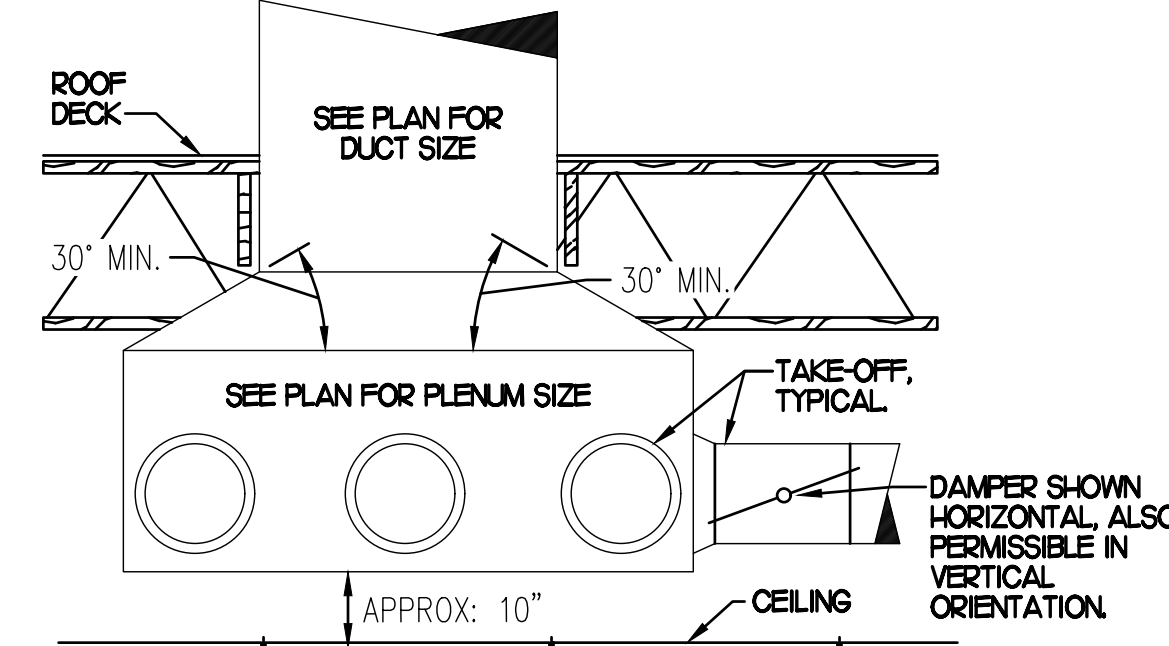 ROOF
DECK
SEE PLAN FOR
DUCT SIZE
30° MIN.
30° MIN.
SEE PLAN FOR PLENUM SIZE
TAKE-OFF,
TYPICAL.
DAMPER SHOWN
HORIZONTAL, ALSO
PERMISSIBLE IN
VERTICAL
ORIENTATION.
APPROX: 10”
CEILING